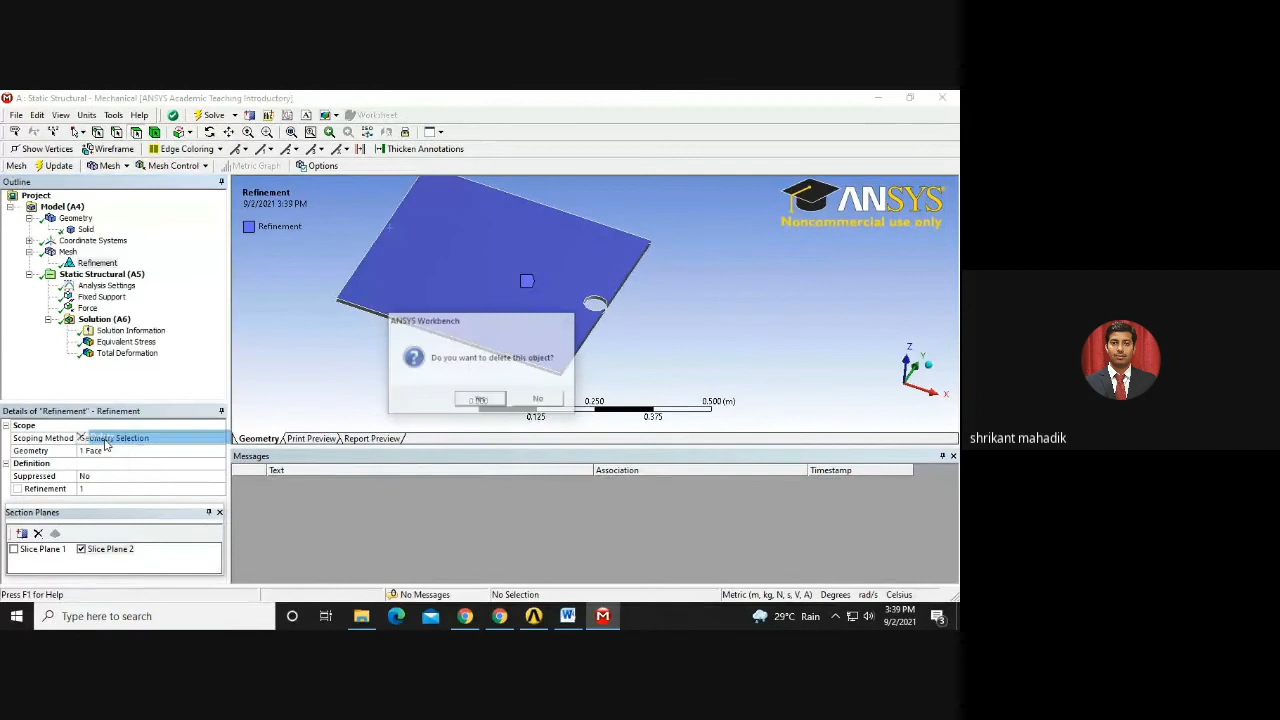 A : Static Structural - Mechanical [ANSYS Academic Teaching Introductory]
File Edit View Units Tools Help Solve Worksheet
Show Vertices Wireframe Edge Coloring Thicken Annotations
Mesh Update Mesh Mesh Control Metric Graph Options
Outline
Project
Model (A4)
Geometry
Solid
Coordinate Systems
Mesh
Refinement
Static Structural (A5)
Analysis Settings
Fixed Support
Force
Solution (A6)
Solution Information
Equivalent Stress
Total Deformation
Refinement
9/2/2021 3:39 PM
Refinement
ANSYS
Noncommercial use only
ANSYS Workbench
Do you want to delete this object?
Yes No
Z
Y
X
0.000
0.125
0.250
0.375
0.500 (m)
Details of "Refinement" - Refinement
Scope
Scoping Method Geometry Selection
Geometry 1 Face
Definition
Suppressed No
Refinement 1
Section Planes
Slice Plane 1 Slice Plane 2
Geometry Print Preview Report Preview
Messages
Text Association Timestamp
Press F1 for Help No Messages No Selection Metric (m, kg, N, s, V, A) Degrees rad/s Celsius
Type here to search
29°C Rain
3:39 PM
9/2/2021
3
shrikant mahadik